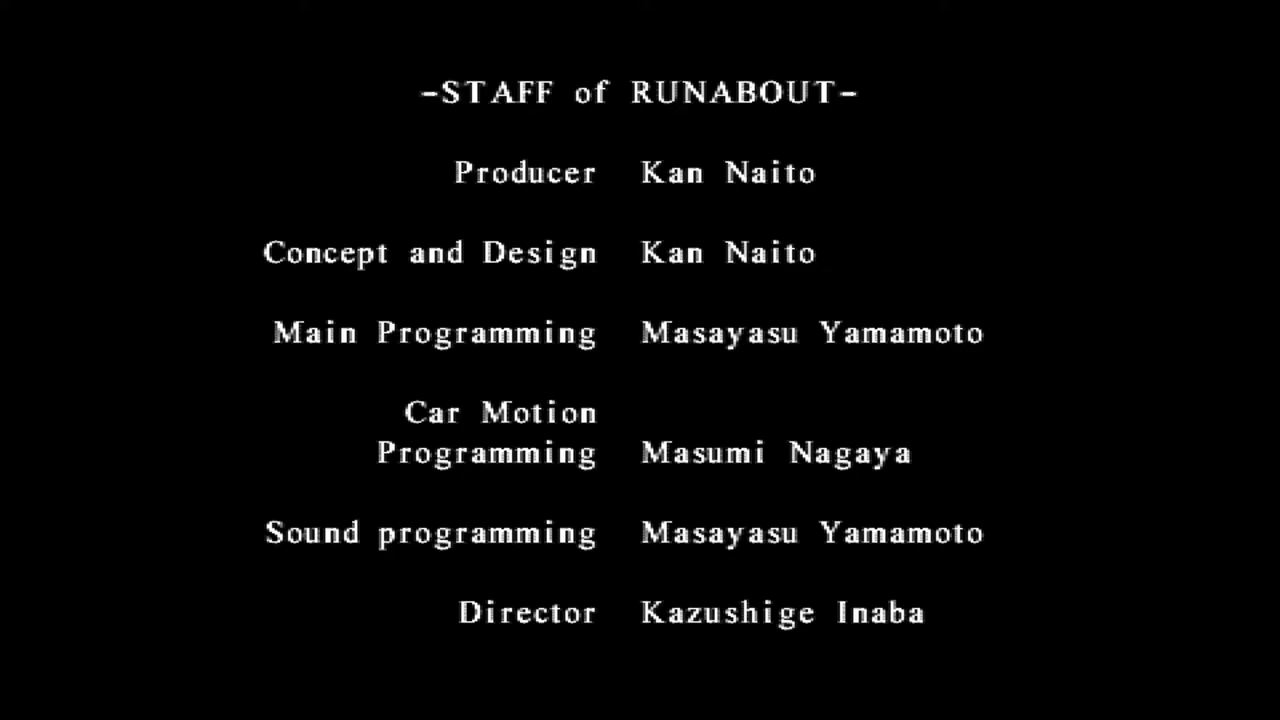 -STAFF of RUNABOUT-
Producer Kan Naito
Concept and Design Kan Naito
Main Programming Masayasu Yamamoto
Car Motion
Programming Masumi Nagaya
Sound programming Masayasu Yamamoto
Director Kazushige Inaba